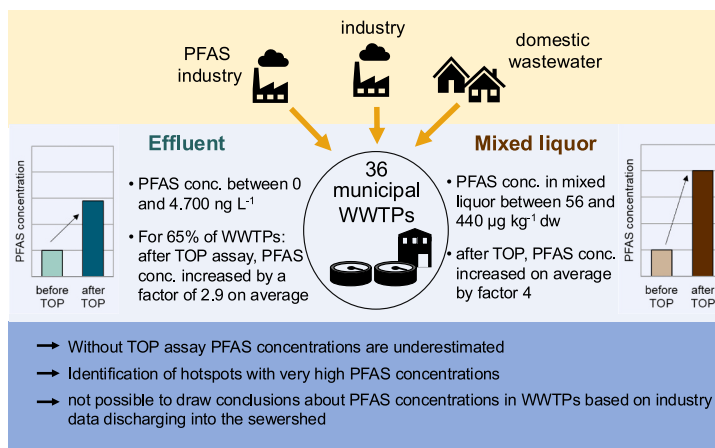 PFAS
industry
industry
domestic
wastewater
Effluent
PFAS concentration
before
TOP
after
TOP
• PFAS conc. between 0
and 4.700 ng L⁻¹
• For 65% of WWTPs:
after TOP assay, PFAS
conc. increased by a
factor of 2.9 on average
36
municipal
WWTPs
Mixed liquor
• PFAS conc. in mixed
liquor between 56 and
440 µg kg⁻¹ dw
• after TOP, PFAS conc.
increased on average
by factor 4
PFAS concentration
before
TOP
after
TOP
→ Without TOP assay PFAS concentrations are underestimated
→ Identification of hotspots with very high PFAS concentrations
→ not possible to draw conclusions about PFAS concentrations in WWTPs based on industry
data discharging into the sewershed